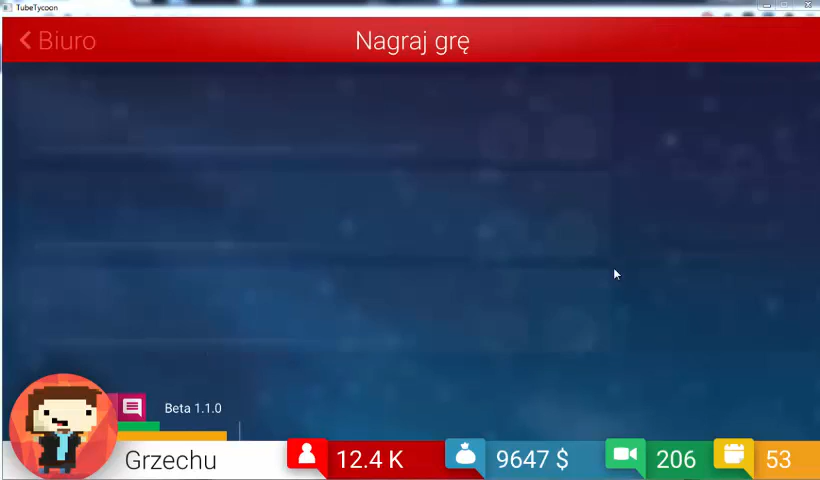 TubeTycoon
Biuro
Nagraj grę
Beta 1.1.0
Grzechu
12.4 K
9647 $
206
53